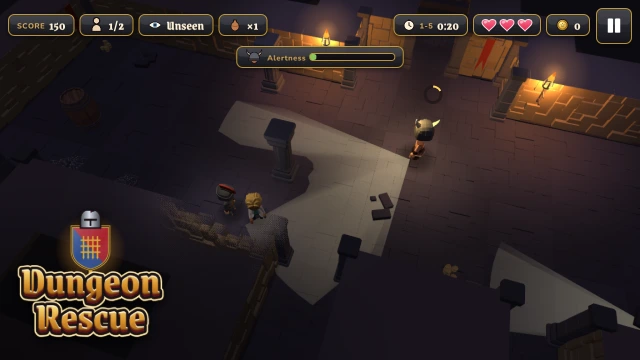 SCORE 150
1/2
Unseen
×1
1-5 0:20
0
Alertness
Dungeon
Rescue